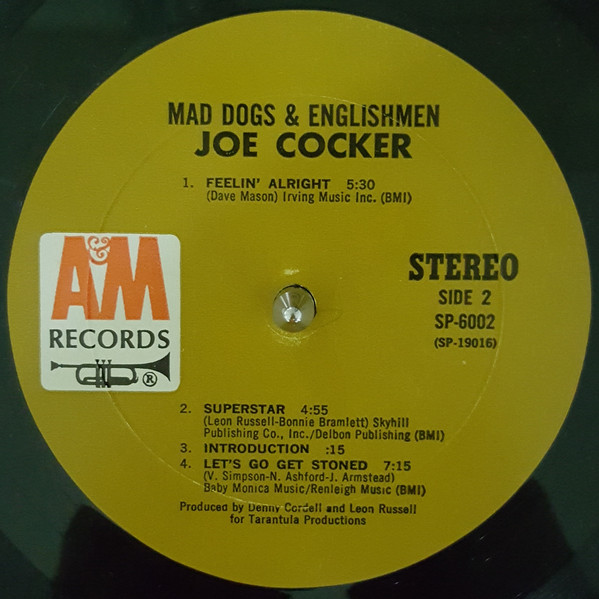 MAD DOGS & ENGLISHMEN
JOE COCKER
1. FEELIN' ALRIGHT 5:30
(Dave Mason) Irving Music Inc. (BMI)
A&M
RECORDS
®
STEREO
SIDE 2
SP-6002
(SP-19016)
2. SUPERSTAR 4:55
(Leon Russell-Bonnie Bramlett) Skyhill
Publishing Co., Inc./Delbon Publishing (BMI)
3. INTRODUCTION :15
4. LET'S GO GET STONED 7:15
(V. Simpson-N. Ashford-J. Armstead)
Baby Monica Music/Renleigh Music (BMI)
Produced by Denny Cordell and Leon Russell
for Tarantula Productions